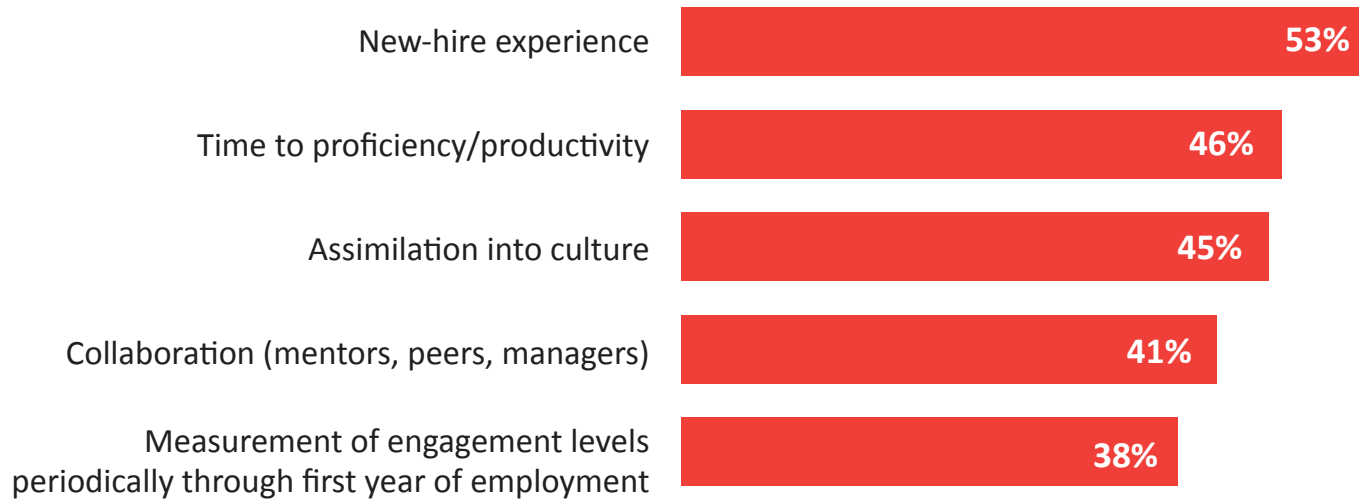 New-hire experience
53%
Time to proficiency/productivity
46%
Assimilation into culture
45%
Collaboration (mentors, peers, managers)
41%
Measurement of engagement levels
periodically through first year of employment
38%